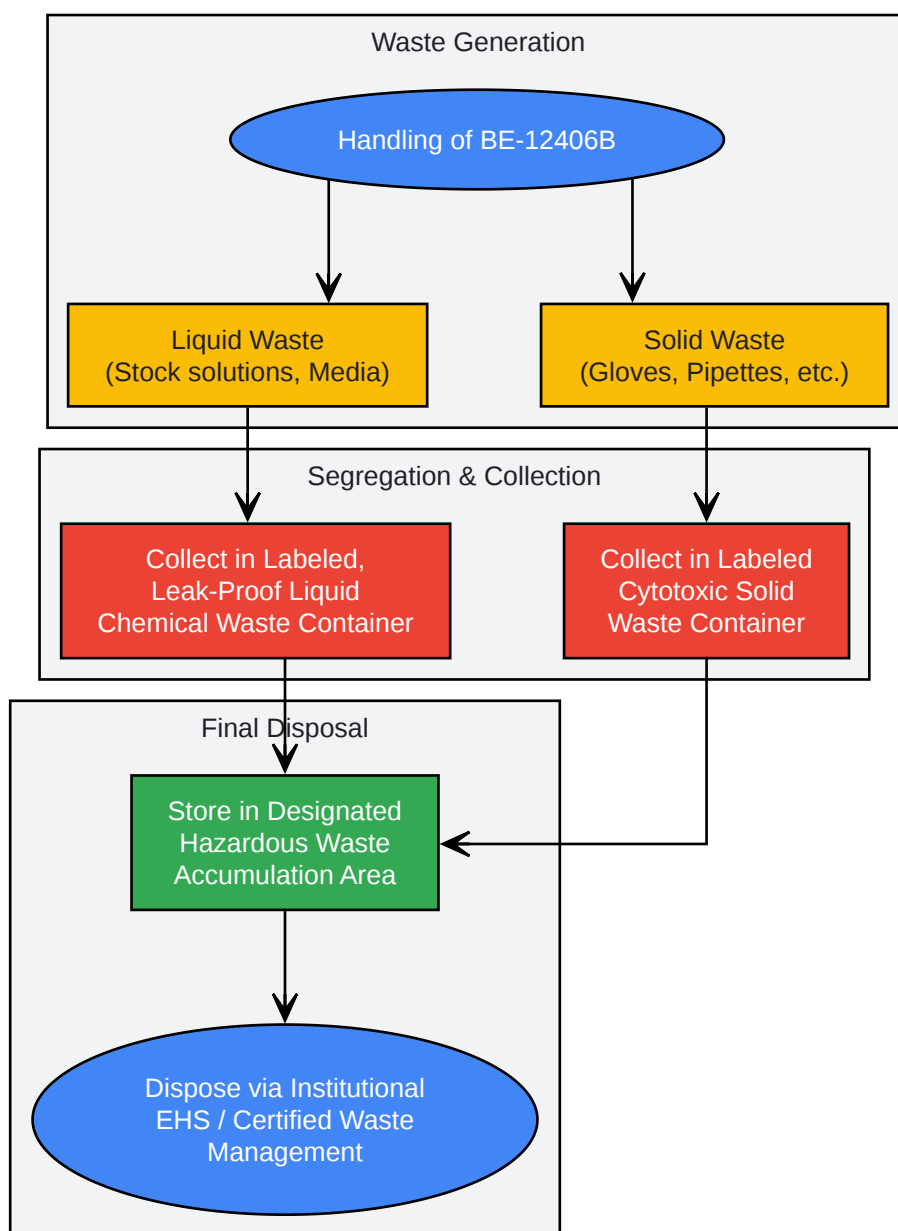 Waste Generation
Handling of BE-12406B
Liquid Waste
(Stock solutions, Media)
Solid Waste
(Gloves, Pipettes, etc.)
Segregation & Collection
Collect in Labeled,
Leak-Proof Liquid
Chemical Waste Container
Collect in Labeled
Cytotoxic Solid
Waste Container
Final Disposal
Store in Designated
Hazardous Waste
Accumulation Area
Dispose via Institutional
EHS / Certified Waste
Management